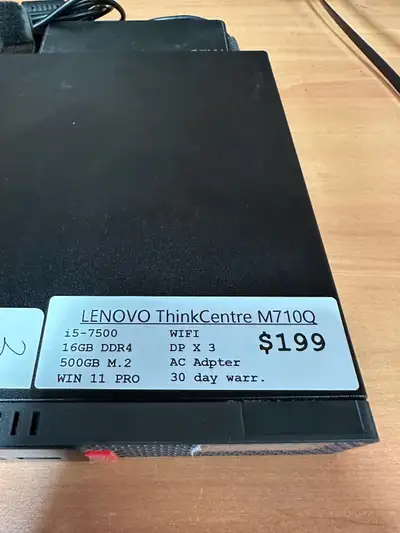 LENOVO ThinkCentre M710Q
i5-7500 WIFI
16GB DDR4 DP X 3 $199
500GB M.2 AC Adpter
WIN 11 PRO 30 day warr.